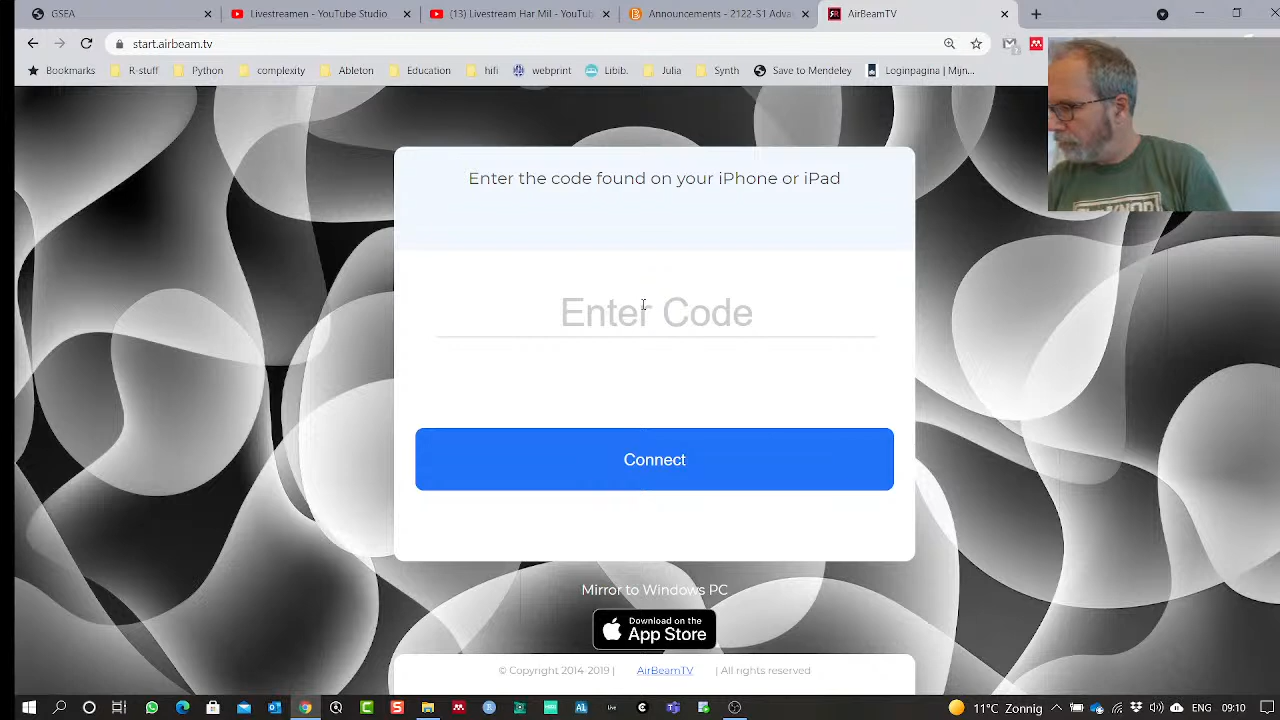 GSEA
Livestreamen - YouTube Studio
(13) Livestream Har Mil - YouTub
Announcements - 2122-S1 Adva
AirBeamTV
start.airbeam.tv
Bookmarks
R-stuff
Python
complexity
Ableton
Education
hifi
webprint
Libib.
Julia
Synth
Save to Mendeley
Loginpagina | Mijn...
Enter the code found on your iPhone or iPad
Enter Code
Connect
Mirror to Windows PC
Download on the
App Store
© Copyright 2014-2019 | AirBeamTV | All rights reserved
11°C Zonnig
ENG
09:10